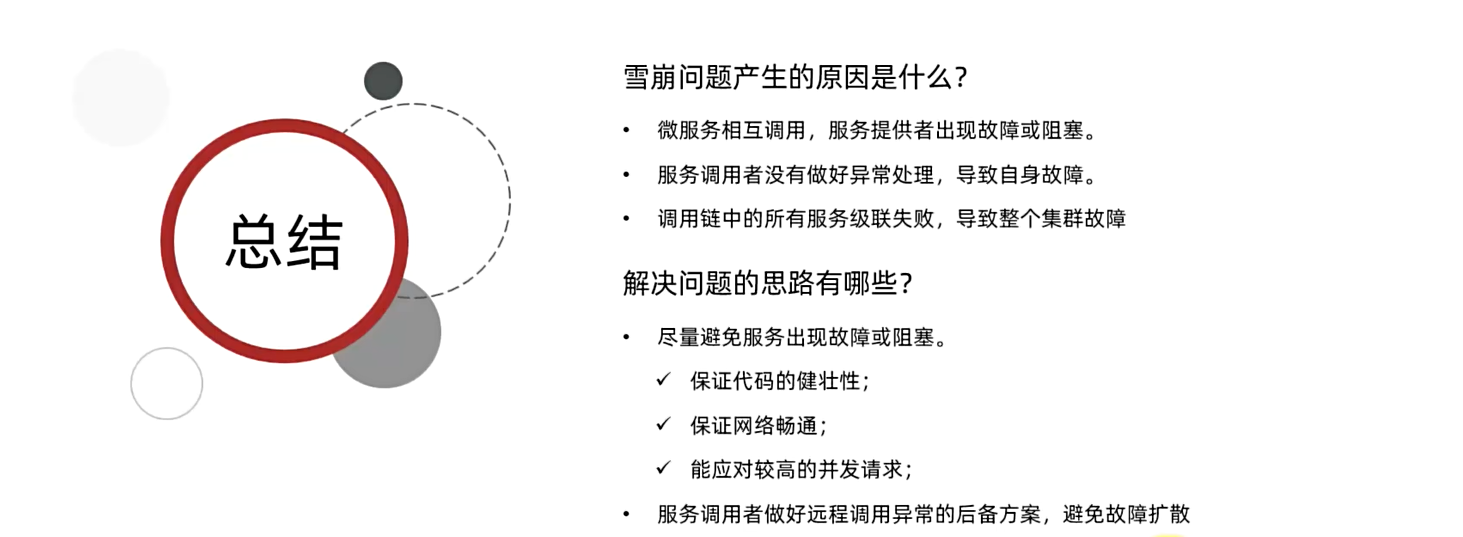 总结
雪崩问题产生的原因是什么？
• 微服务相互调用，服务提供者出现故障或阻塞。
• 服务调用者没有做好异常处理，导致自身故障。
• 调用链中的所有服务级联失败，导致整个集群故障
解决问题的思路有哪些？
• 尽量避免服务出现故障或阻塞。
✓ 保证代码的健壮性；
✓ 保证网络畅通；
✓ 能应对较高的并发请求；
• 服务调用者做好远程调用异常的后备方案，避免故障扩散